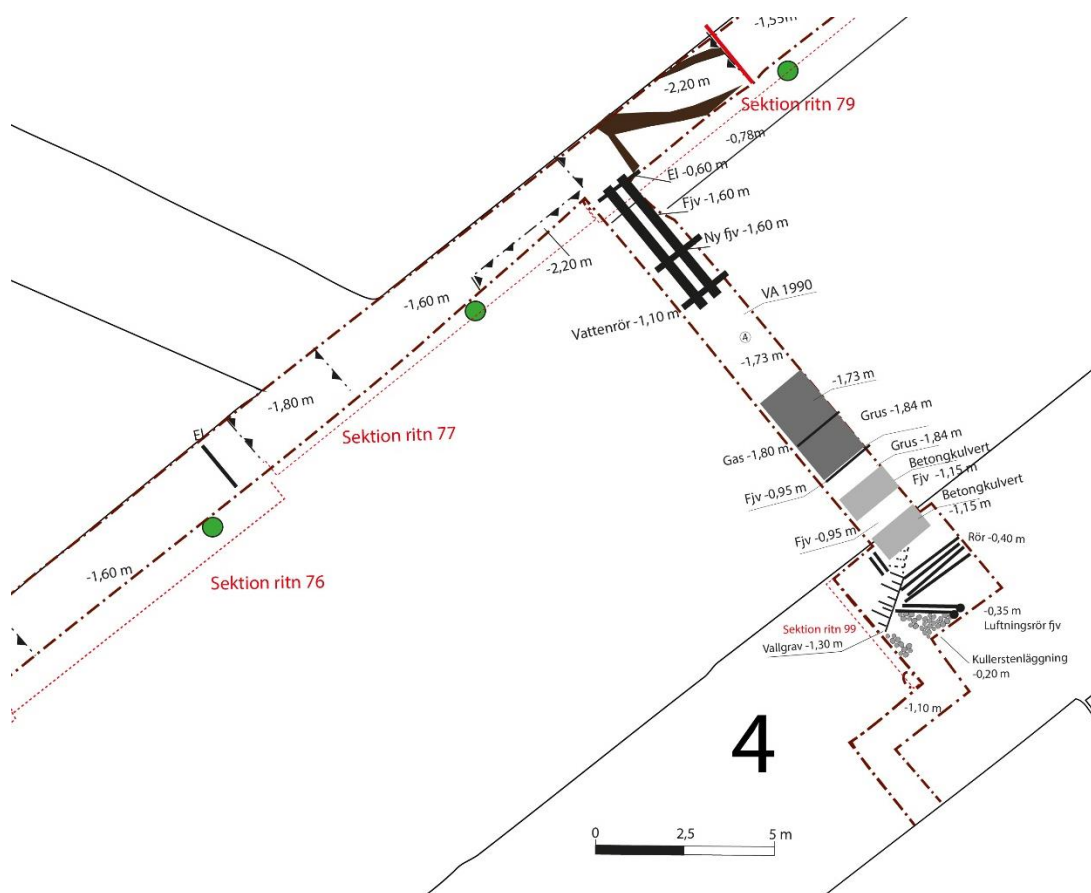 -1,55m
-2,20 m
Sektion ritn 79
-0,78m
El -0,60 m
Fjv -1,60 m
Ny fjv -1,60 m
-2,20 m
-1,60 m
VA 1990
Vattenrör -1,10 m
4
-1,73 m
-1,73 m
-1,80 m
El
Sektion ritn 77
Grus -1,84 m
Gas -1,80 m
Grus -1,84 m
Betongkulvert
Fjv -1,15 m
Fjv -0,95 m
Betongkulvert
-1,15 m
Fjv -0,95 m
Rör -0,40 m
-1,60 m
Sektion ritn 76
-0,35 m
Luftningsrör fjv
Sektion ritn 99
Vallgrav -1,30 m
Kullerstenläggning
-0,20 m
-1,10 m
4
0 2,5 5 m